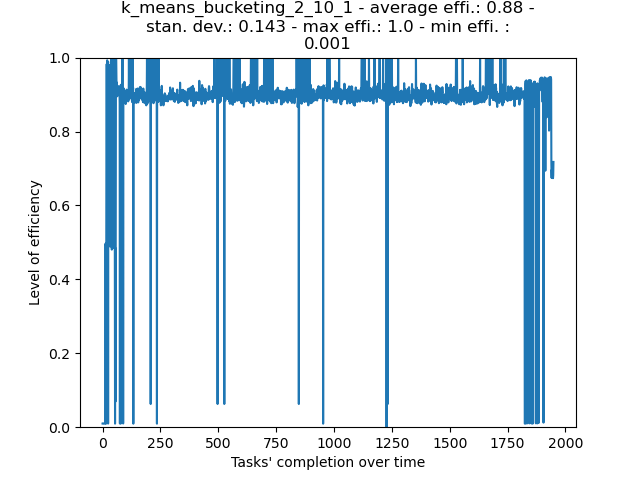 k_means_bucketing_2_10_1 - average effi.: 0.88 -
stan. dev.: 0.143 - max effi.: 1.0 - min effi. :
0.001
1.0
0.8
0.6
0.4
0.2
0.0
Level of efficiency
0 250 500 750 1000 1250 1500 1750 2000
Tasks' completion over time